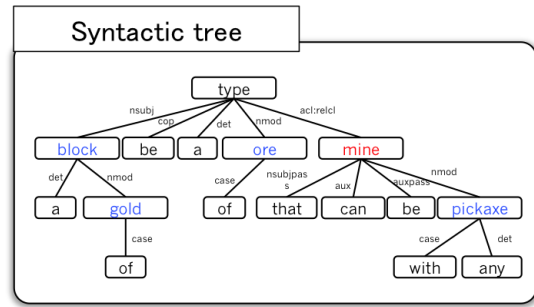 Syntactic tree
type
nsubj
cop
det
nmod
acl:relcl
block
be
a
ore
mine
det
nmod
case
nsubjpas
s
aux
auxpass
nmod
a
gold
of
that
can
be
pickaxe
case
case
det
of
with
any